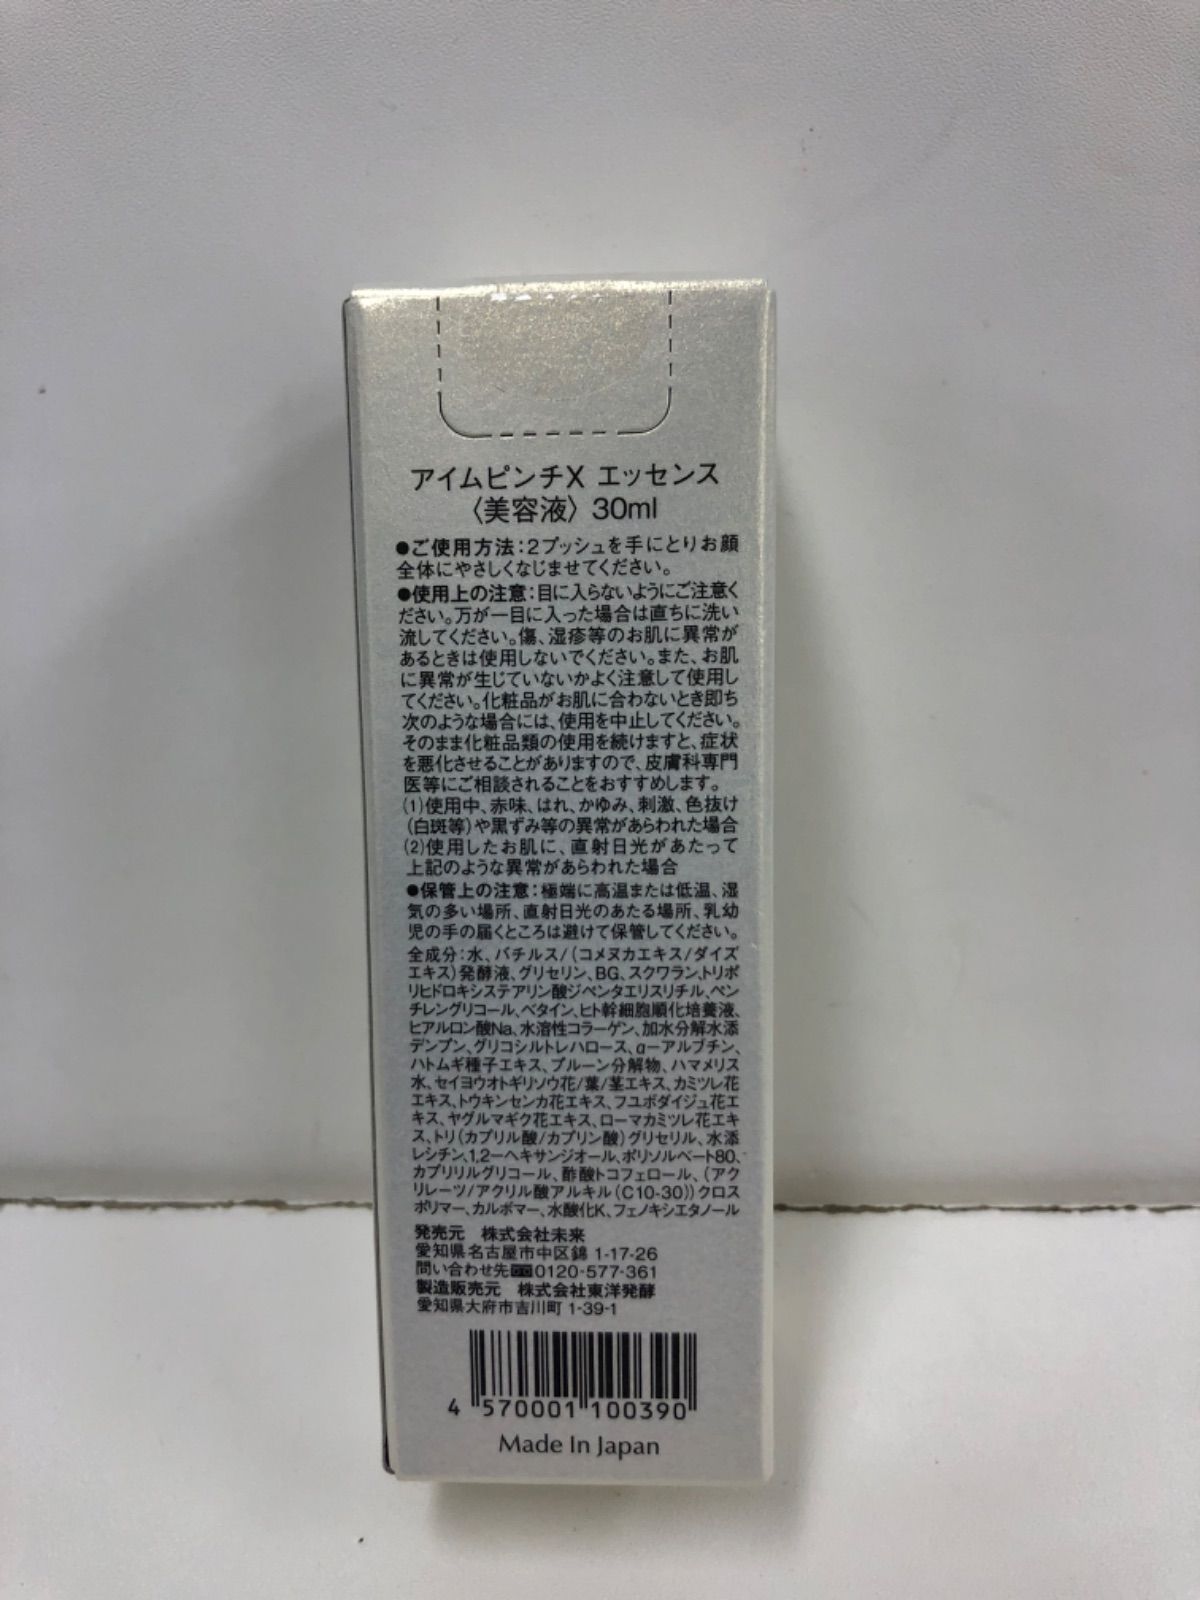 アイムピンチX エッセンス
〈美容液〉30ml
●ご使用方法:2プッシュを手にとりお顔
全体にやさしくなじませてください。
●使用上の注意:目に入らないようにご注意く
ださい。万が一目に入った場合は直ちに洗い
流してください。傷、湿疹等のお肌に異常が
あるときは使用しないでください。また、お肌
に異常が生じていないかよく注意して使用し
てください。化粧品がお肌に合わないとき即ち
次のような場合には、使用を中止してください。
そのまま化粧品類の使用を続けますと、症状
を悪化させることがありますので、皮膚科専門
医等にご相談されることをおすすめします。
(1)使用中、赤味、はれ、かゆみ、刺激、色抜け
(白斑等)や黒ずみ等の異常があらわれた場合
(2)使用したお肌に、直射日光があたって
上記のような異常があらわれた場合
●保管上の注意:極端に高温または低温、湿
気の多い場所、直射日光のあたる場所、乳幼
児の手の届くところは避けて保管してください。
全成分:水、バチルス/(コメヌカエキス/ダイズ
エキス)発酵液、グリセリン、BG、スクワラン、トリポ
リヒドロキシステアリン酸ジペンタエリスリチル、ペン
チレングリコール、ベタイン、ヒト幹細胞順化培養液、
ヒアルロン酸Na、水溶性コラーゲン、加水分解水添
デンプン、グリコシルトレハロース、α-アルブチン、
ハトムギ種子エキス、プルーン分解物、ハマメリス
水、セイヨウオトギリソウ花/葉/茎エキス、カミツレ花
エキス、トウキンセンカ花エキス、フユボダイジュ花エ
キス、ヤグルマギク花エキス、ローマカミツレ花エキ
ス、トリ(カプリル酸/カプリン酸)グリセリル、水添
レシチン、1,2-ヘキサンジオール、ポリソルベート80、
カプリリルグリコール、酢酸トコフェロール、(アク
リレーツ/アクリル酸アルキル(C10-30))クロス
ポリマー、カルボマー、水酸化K、フェノキシエタノール
発売元 株式会社未来
愛知県名古屋市中区錦 1-17-26
問い合わせ先 0120-577-361
製造販売元 株式会社東洋発酵
愛知県大府市吉川町 1-39-1
4 570001 100390
Made In Japan